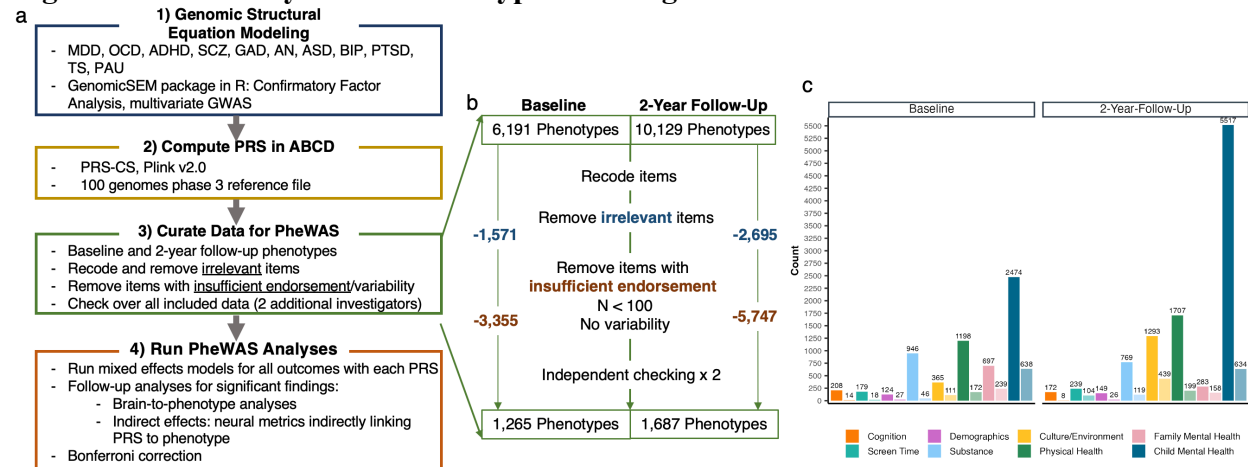 a
1) Genomic Structural
Equation Modeling
- MDD, OCD, ADHD, SCZ, GAD, AN, ASD, BIP, PTSD,
TS, PAU
- GenomicSEM package in R: Confirmatory Factor
Analysis, multivariate GWAS
2) Compute PRS in ABCD
- PRS-CS, Plink v2.0
- 100 genomes phase 3 reference file
3) Curate Data for PheWAS
- Baseline and 2-year follow-up phenotypes
- Recode and remove irrelevant items
- Remove items with insufficient endorsement/variability
- Check over all included data (2 additional investigators)
4) Run PheWAS Analyses
- Run mixed effects models for all outcomes with each PRS
- Follow-up analyses for significant findings:
- Brain-to-phenotype analyses
- Indirect effects: neural metrics indirectly linking
PRS to phenotype
- Bonferroni correction
b
Baseline 2-Year Follow-Up
6,191 Phenotypes 10,129 Phenotypes
Recode items
Remove irrelevant items
-1,571 -2,695
Remove items with
insufficient endorsement
N < 100
No variability
-3,355 -5,747
Independent checking x 2
1,265 Phenotypes 1,687 Phenotypes
c
Baseline 2-Year-Follow-Up
Count
5500
5250
5000
4750
4500
4250
4000
3750
3500
3250
3000
2750
2500
2250
2000
1750
1500
1250
1000
750
500
250
0
208 14 179 18 124 27 946 46 365 111 1198 172 697 239 2474 638
172 8 239 104 149 26 769 119 1293 439 1707 199 283 158 5517 634
Cognition Demographics Culture/Environment Family Mental Health
Screen Time Substance Physical Health Child Mental Health